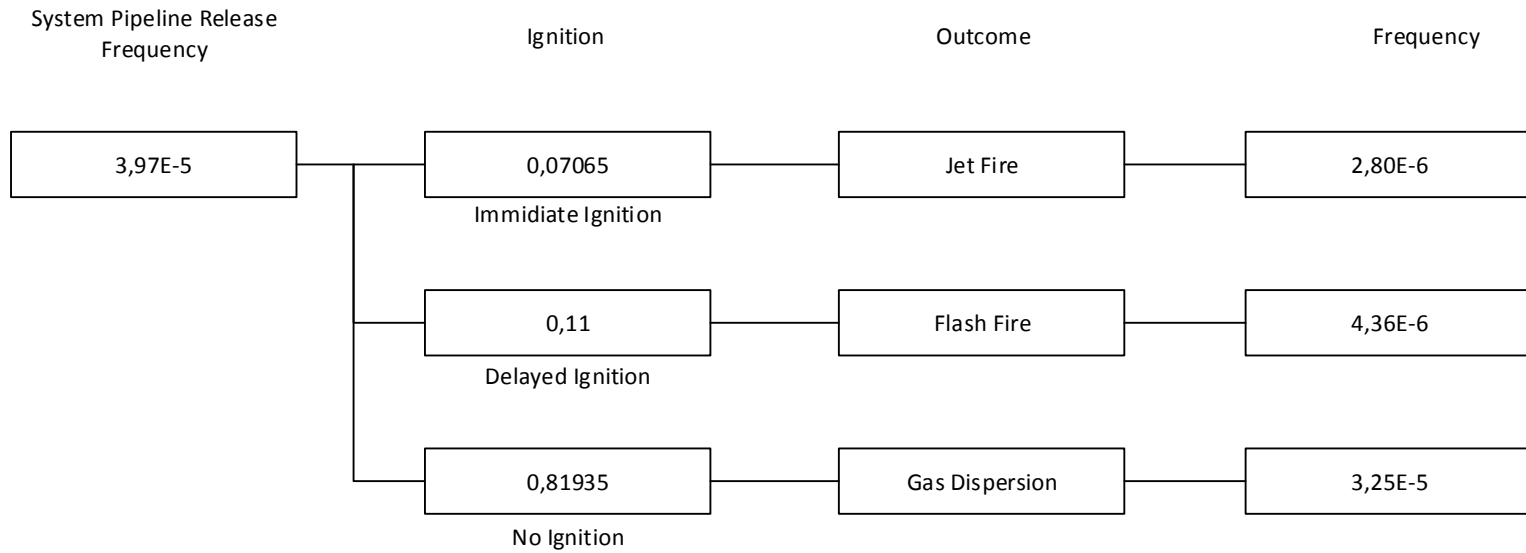 System Pipeline Release
Frequency
Ignition
Outcome
Frequency
3,97E-5
0,07065
Jet Fire
2,80E-6
Immidiate Ignition
0,11
Flash Fire
4,36E-6
Delayed Ignition
0,81935
Gas Dispersion
3,25E-5
No Ignition